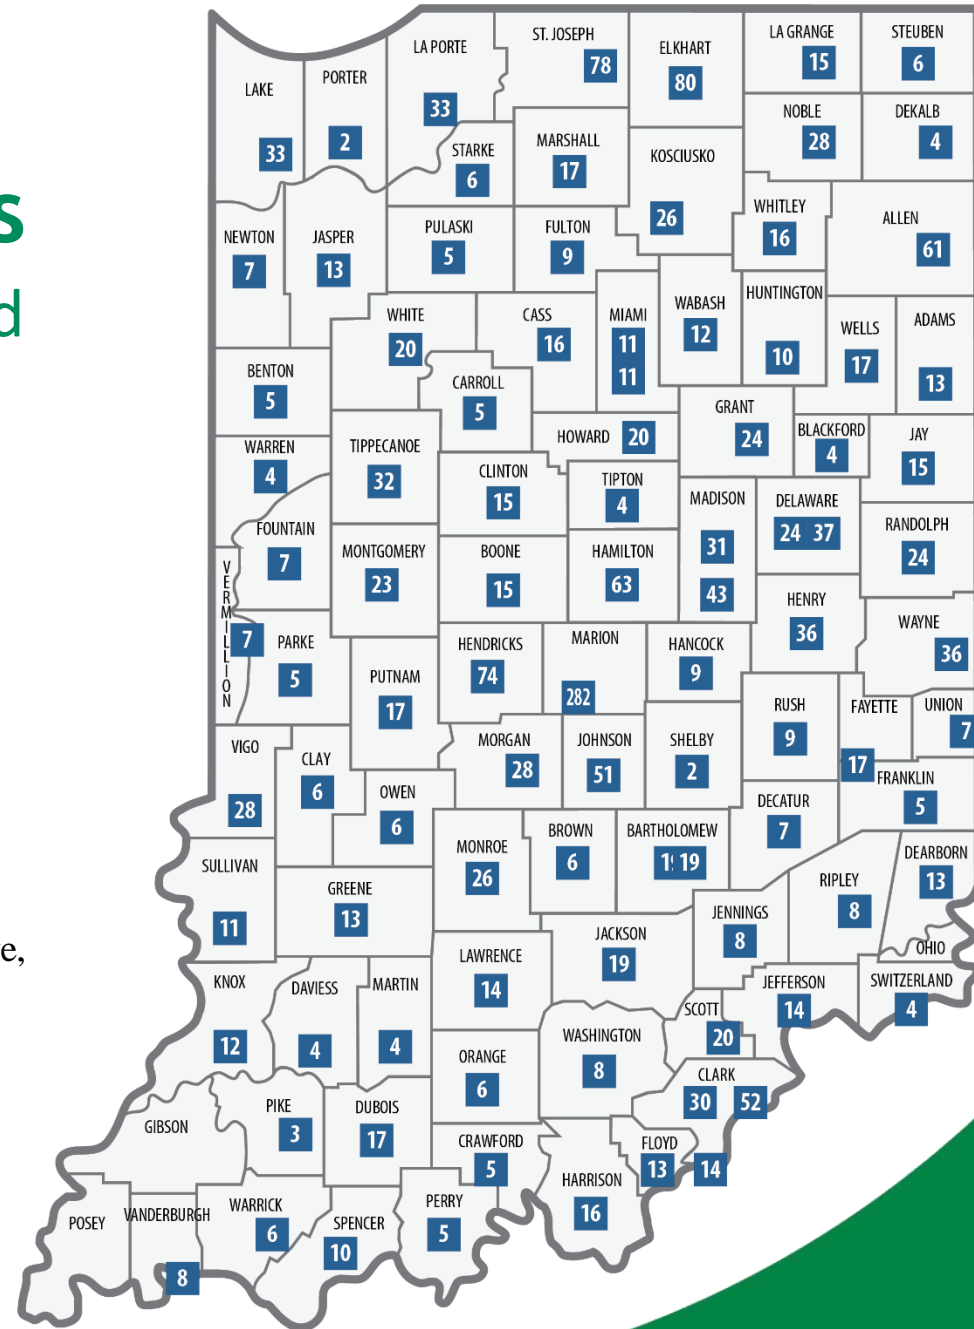 s
d
e,
LAKE
33
PORTER
2
LA PORTE
33
ST. JOSEPH
78
ELKHART
80
LA GRANGE
15
STEUBEN
6
NOBLE
28
DEKALB
4
STARKE
6
MARSHALL
17
KOSCIUSKO
26
WHITLEY
16
ALLEN
61
NEWTON
7
JASPER
13
PULASKI
5
FULTON
9
WHITE
20
CASS
16
MIAMI
11
11
WABASH
12
HUNTINGTON
10
WELLS
17
ADAMS
13
BENTON
5
CARROLL
5
HOWARD 20
GRANT
24
BLACKFORD
4
JAY
15
WARREN
4
TIPPECANOE
32
CLINTON
15
TIPTON
4
MADISON
31
43
DELAWARE
24 37
RANDOLPH
24
FOUNTAIN
7
MONTGOMERY
23
BOONE
15
HAMILTON
63
HENRY
36
WAYNE
36
VERMILLION
7
PARKE
5
PUTNAM
17
HENDRICKS
74
MARION
282
HANCOCK
9
RUSH
9
FAYETTE
17
UNION
7
VIGO
28
CLAY
6
OWEN
6
MORGAN
28
JOHNSON
51
SHELBY
2
DECATUR
7
FRANKLIN
5
SULLIVAN
11
GREENE
13
MONROE
26
BROWN
6
BARTHOLOMEW
19
JENNINGS
8
RIPLEY
8
DEARBORN
13
OHIO
KNOX
12
DAVIESS
4
MARTIN
4
LAWRENCE
14
JACKSON
19
SCOTT
20
JEFFERSON
14
SWITZERLAND
4
ORANGE
6
WASHINGTON
8
CLARK
30 52
GIBSON
PIKE
3
DUBOIS
17
CRAWFORD
5
FLOYD
13
14
HARRISON
16
POSEY
VANDERBURGH
8
WARRICK
6
SPENCER
10
PERRY
5